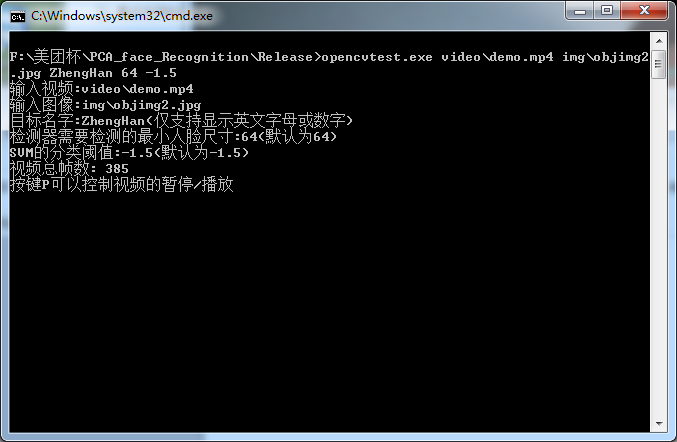 C:\Windows\system32\cmd.exe
F:\美团杯\PCA_face_Recognition\Release>opencvtest.exe video\demo.mp4 img\objimg2
.jpg ZhengHan 64 -1.5
输入视频:video\demo.mp4
输入图像:img\objimg2.jpg
目标名字:ZhengHan(仅支持显示英文字母或数字)
检测器需要检测的最小人脸尺寸:64(默认为64)
SVM的分类阈值:-1.5(默认为-1.5)
视频总帧数: 385
按键P可以控制视频的暂停/播放